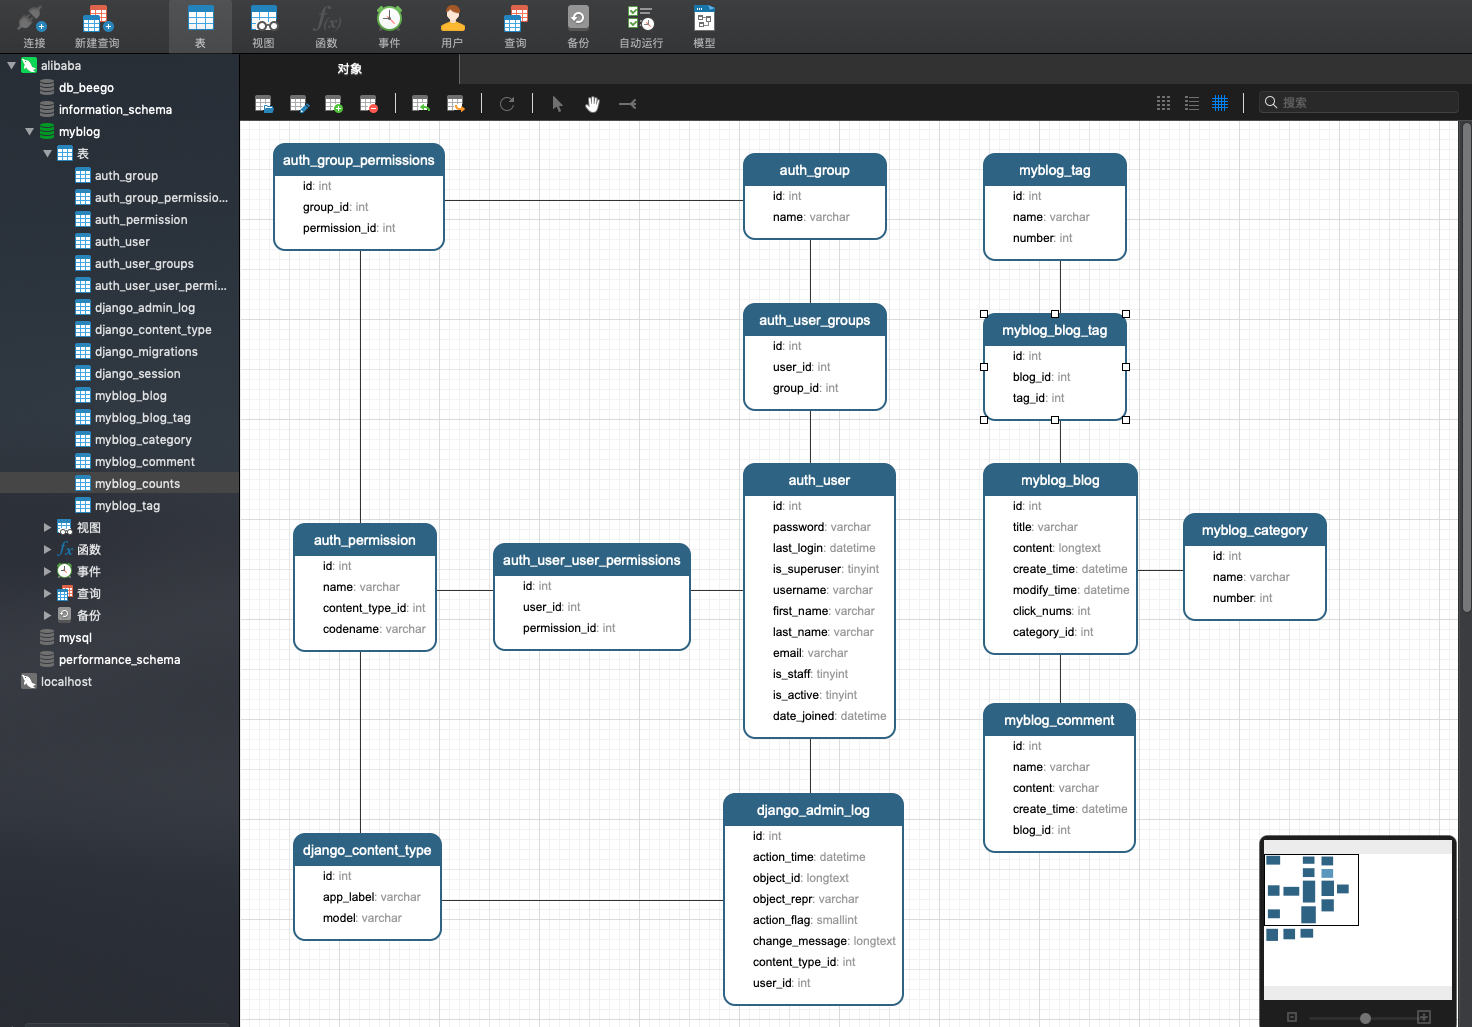 连接
新建查询
表
视图
函数
事件
用户
查询
备份
自动运行
模型
alibaba
db_beego
information_schema
myblog
表
auth_group
auth_group_permissio...
auth_permission
auth_user
auth_user_groups
auth_user_user_permi...
django_admin_log
django_content_type
django_migrations
django_session
myblog_blog
myblog_blog_tag
myblog_category
myblog_comment
myblog_counts
myblog_tag
视图
函数
事件
查询
备份
mysql
performance_schema
localhost
对象
搜索
auth_group_permissions
id: int
group_id: int
permission_id: int
auth_group
id: int
name: varchar
myblog_tag
id: int
name: varchar
number: int
auth_user_groups
id: int
user_id: int
group_id: int
myblog_blog_tag
id: int
blog_id: int
tag_id: int
auth_user
id: int
password: varchar
last_login: datetime
is_superuser: tinyint
username: varchar
first_name: varchar
last_name: varchar
email: varchar
is_staff: tinyint
is_active: tinyint
date_joined: datetime
myblog_blog
id: int
title: varchar
content: longtext
create_time: datetime
modify_time: datetime
click_nums: int
category_id: int
myblog_category
id: int
name: varchar
number: int
auth_permission
id: int
name: varchar
content_type_id: int
codename: varchar
auth_user_user_permissions
id: int
user_id: int
permission_id: int
myblog_comment
id: int
name: varchar
content: varchar
create_time: datetime
blog_id: int
django_admin_log
id: int
action_time: datetime
object_id: longtext
object_repr: varchar
action_flag: smallint
change_message: longtext
content_type_id: int
user_id: int
django_content_type
id: int
app_label: varchar
model: varchar